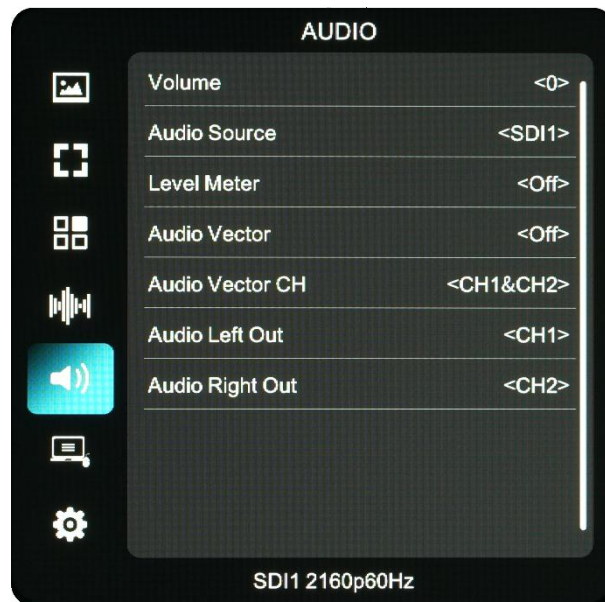 AUDIO
Volume <0>
Audio Source <SDI1>
Level Meter <Off>
Audio Vector <Off>
Audio Vector CH <CH1&CH2>
Audio Left Out <CH1>
Audio Right Out <CH2>
SDI1 2160p60Hz